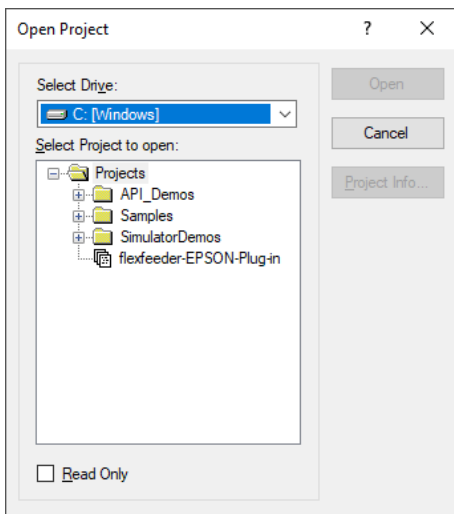 Open Project
?
Select Drive:
C: [Windows]
Select Project to open:
Projects
API_Demos
Samples
SimulatorDemos
flexfeeder-EPSON-Plug-in
Read Only
Open
Cancel
Project Info...